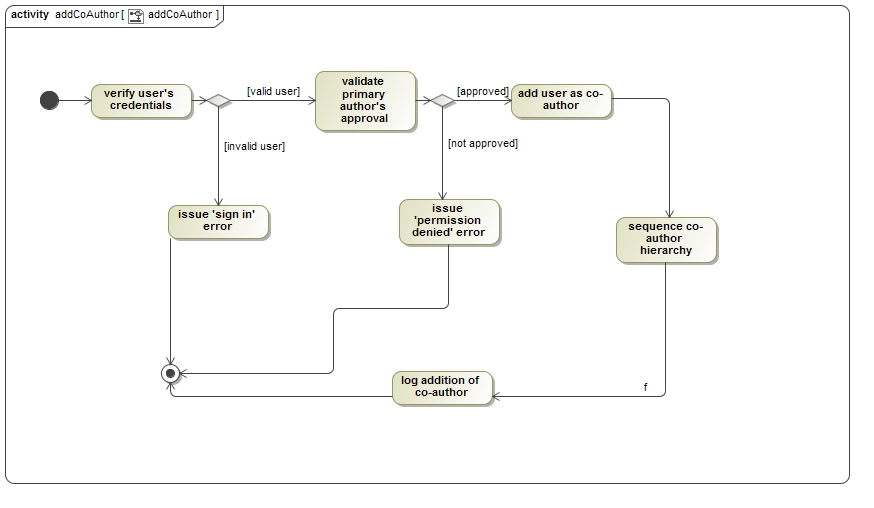 activity addCoAuthor [ addCoAuthor ]
verify user's
credentials
[valid user]
validate
primary
author's
approval
[approved]
add user as co-
author
[invalid user]
[not approved]
issue 'sign in'
error
issue
'permission
denied' error
sequence co-
author
hierarchy
log addition of
co-author
f